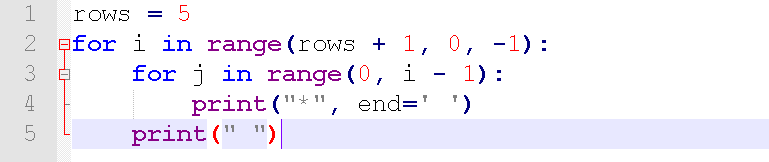 1 rows = 5
2 for i in range(rows + 1, 0, -1):
3     for j in range(0, i - 1):
4         print("*", end=' ')
5     print(" ")